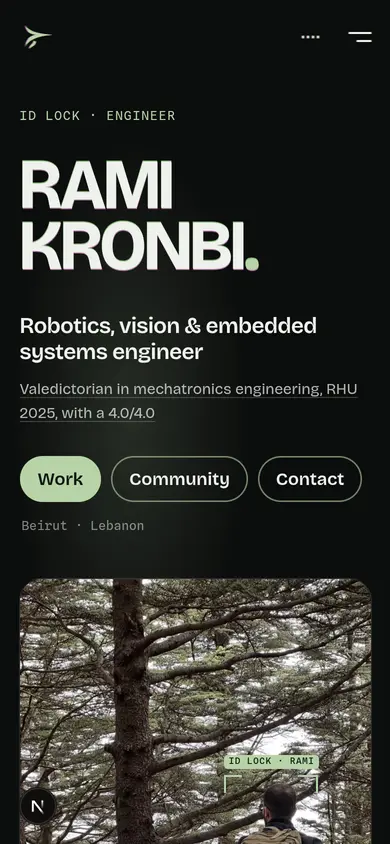 ID LOCK · ENGINEER
RAMI
KRONBI.
Robotics, vision & embedded
systems engineer
Valedictorian in mechatronics engineering, RHU
2025, with a 4.0/4.0
Work
Community
Contact
Beirut · Lebanon
ID LOCK · RAMI
N